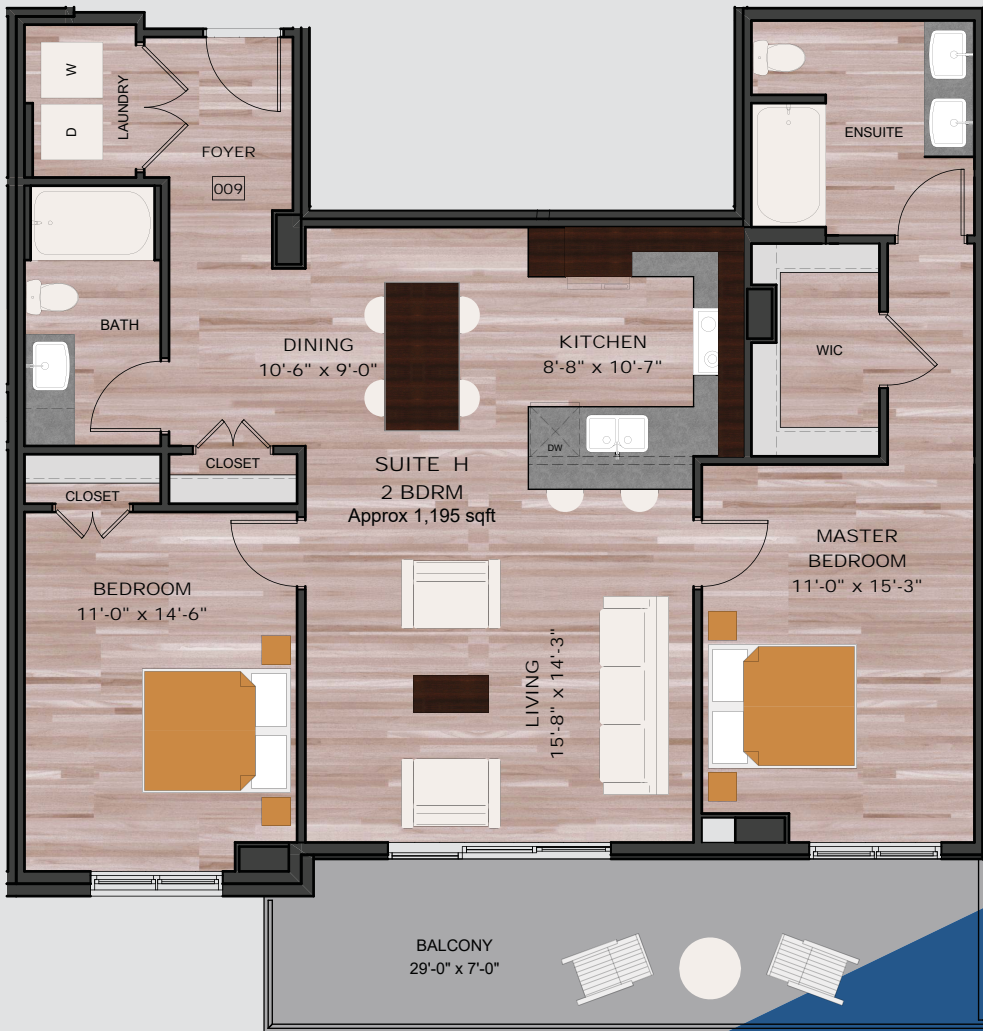 W
D
LAUNDRY
FOYER
009
ENSUITE
BATH
DINING
10'-6" x 9'-0"
KITCHEN
8'-8" x 10'-7"
WIC
DW
CLOSET
CLOSET
SUITE H
2 BDRM
Approx 1,195 sqft
BEDROOM
11'-0" x 14'-6"
MASTER
BEDROOM
11'-0" x 15'-3"
LIVING
15'-8" x 14'-3"
BALCONY
29'-0" x 7'-0"